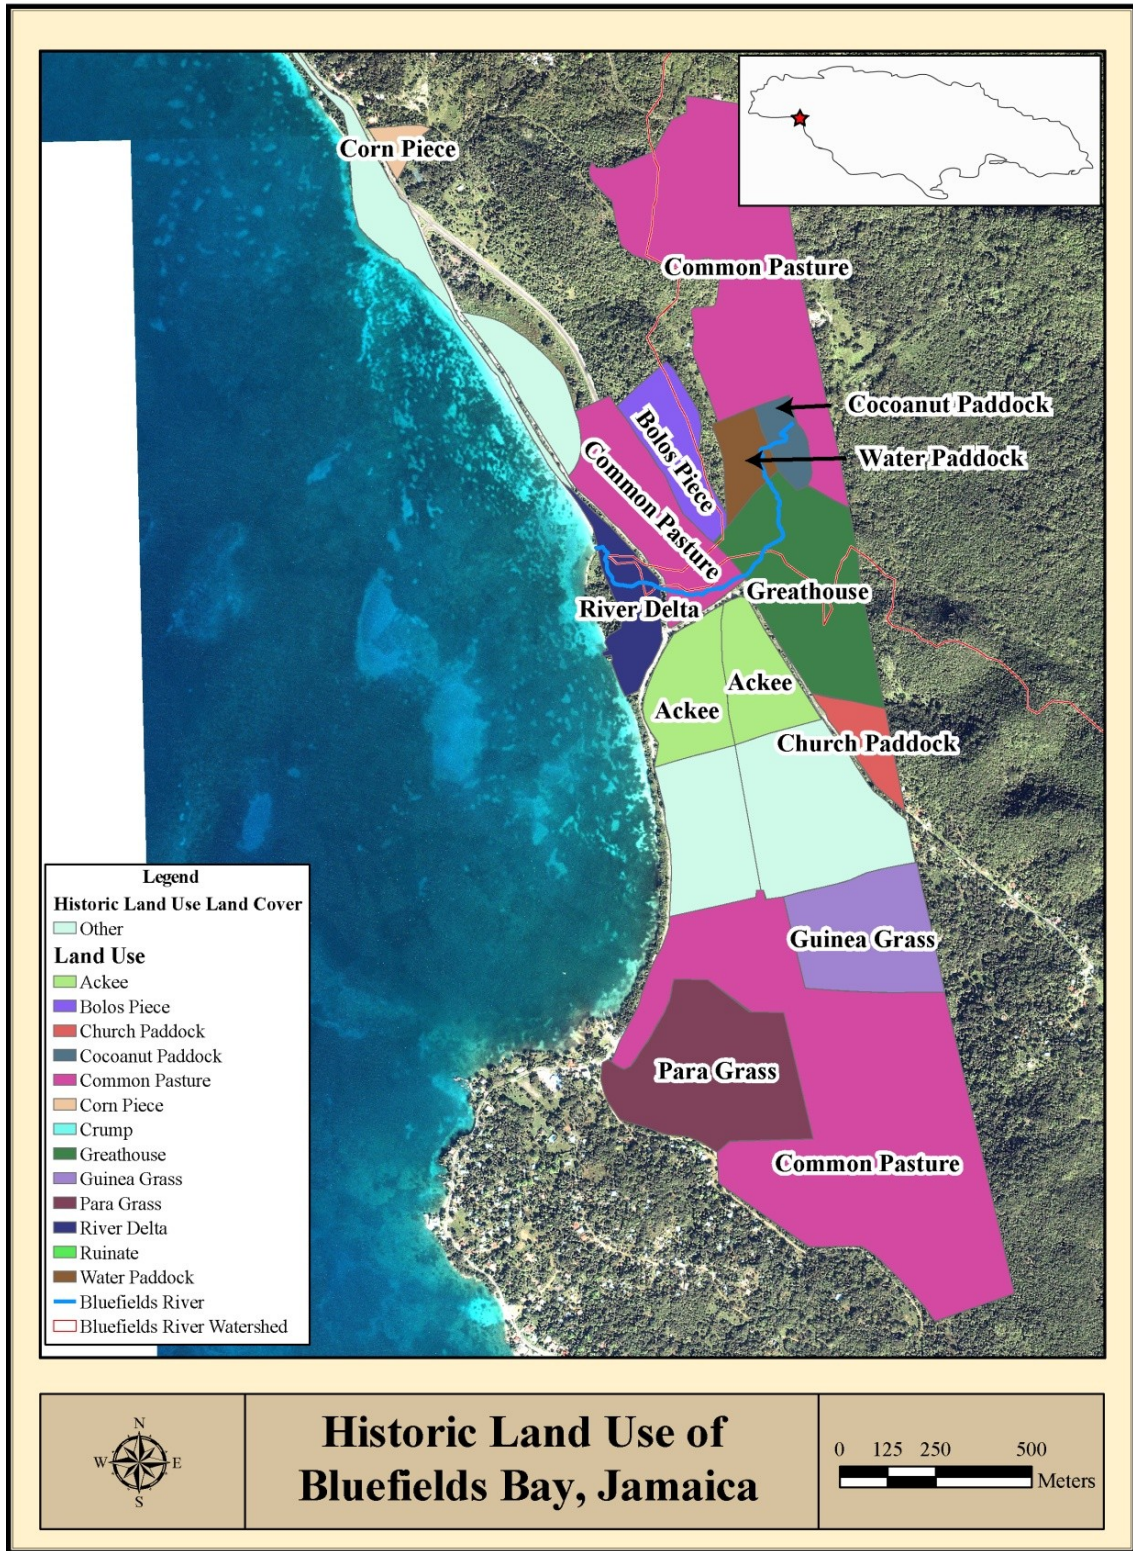 Corn Piece
Common Pasture
Cocoanut Paddock
Bolos Piece
Water Paddock
Common Pasture
Greathouse
River Delta
Ackee
Ackee
Church Paddock
Guinea Grass
Para Grass
Common Pasture
Legend
Historic Land Use Land Cover
Other
Land Use
Ackee
Bolos Piece
Church Paddock
Cocoanut Paddock
Common Pasture
Corn Piece
Crump
Greathouse
Guinea Grass
Para Grass
River Delta
Ruinate
Water Paddock
Bluefields River
Bluefields River Watershed
N
W E
S
Historic Land Use of
Bluefields Bay, Jamaica
0 125 250 500
Meters